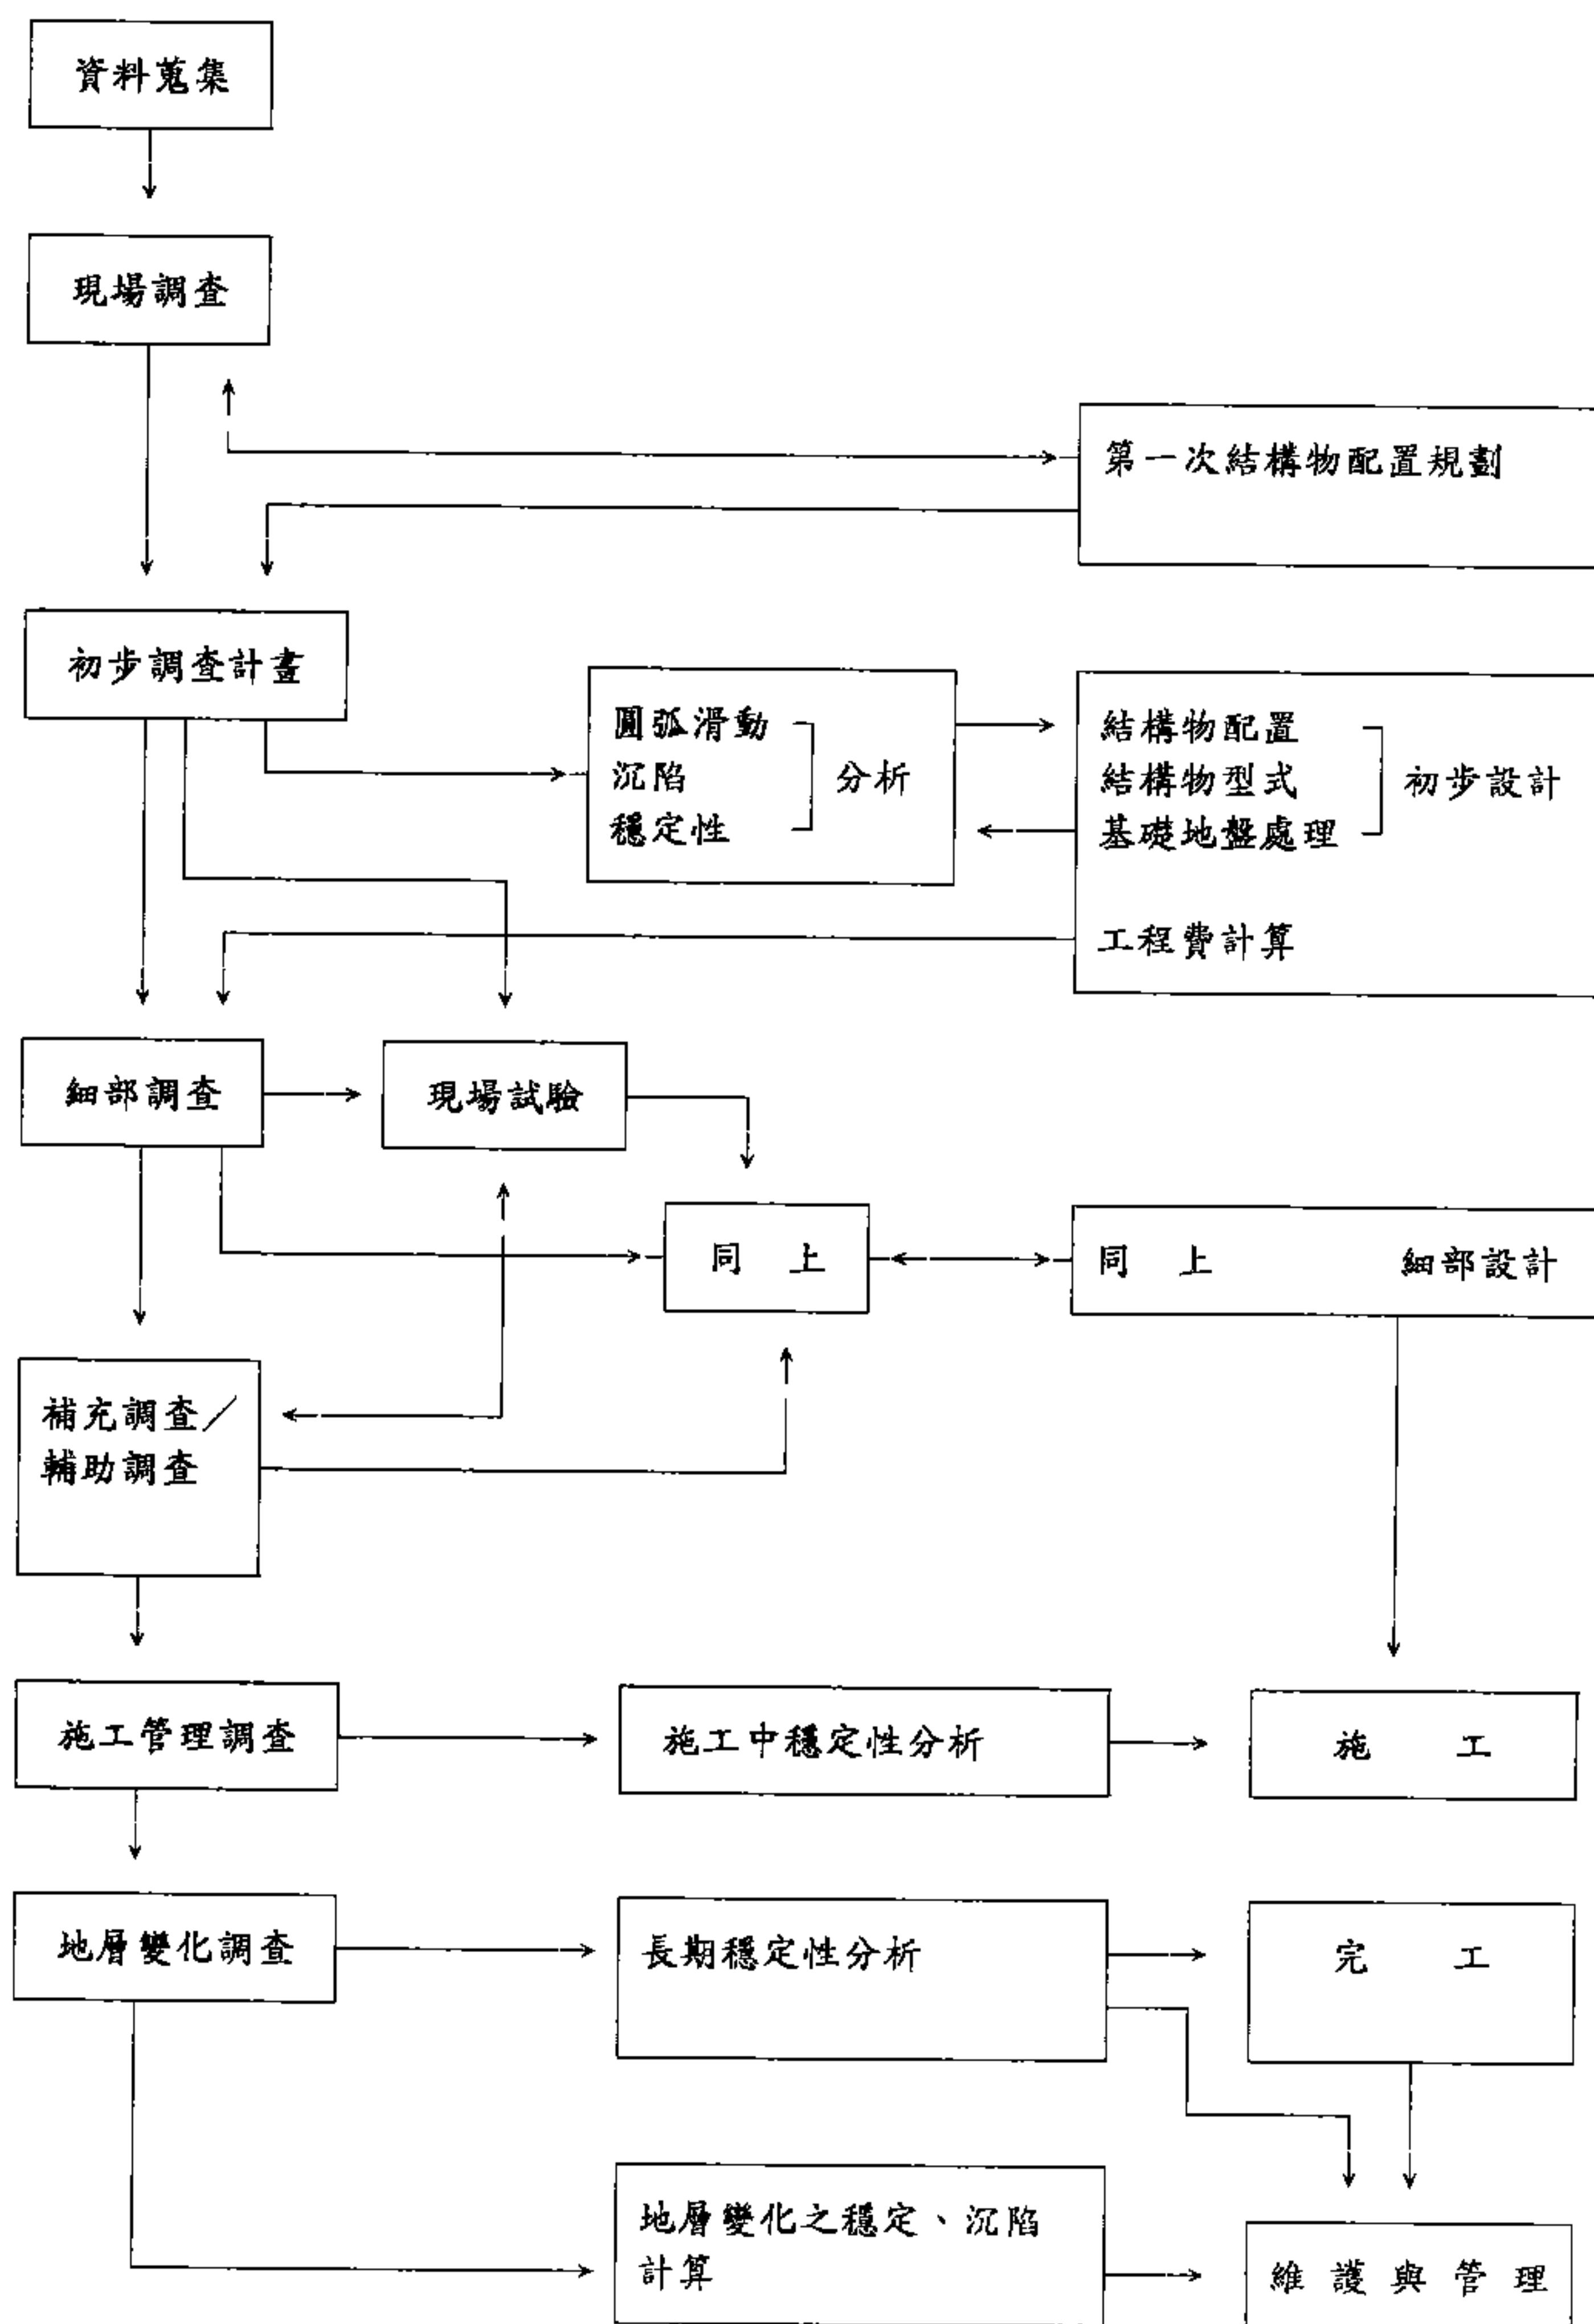 資料蒐集
現場調查
第一次結構物配置規劃
初步調查計畫
圓弧滑動
沉陷
穩定性
分析
結構物配置
結構物型式
基礎地盤處理
初步設計
工程費計算
細部調查
現場試驗
同 上
同 上 細部設計
補充調查／
輔助調查
施工管理調查
施工中穩定性分析
施 工
地層變化調查
長期穩定性分析
完 工
地層變化之穩定、沉陷
計算
維護與管理